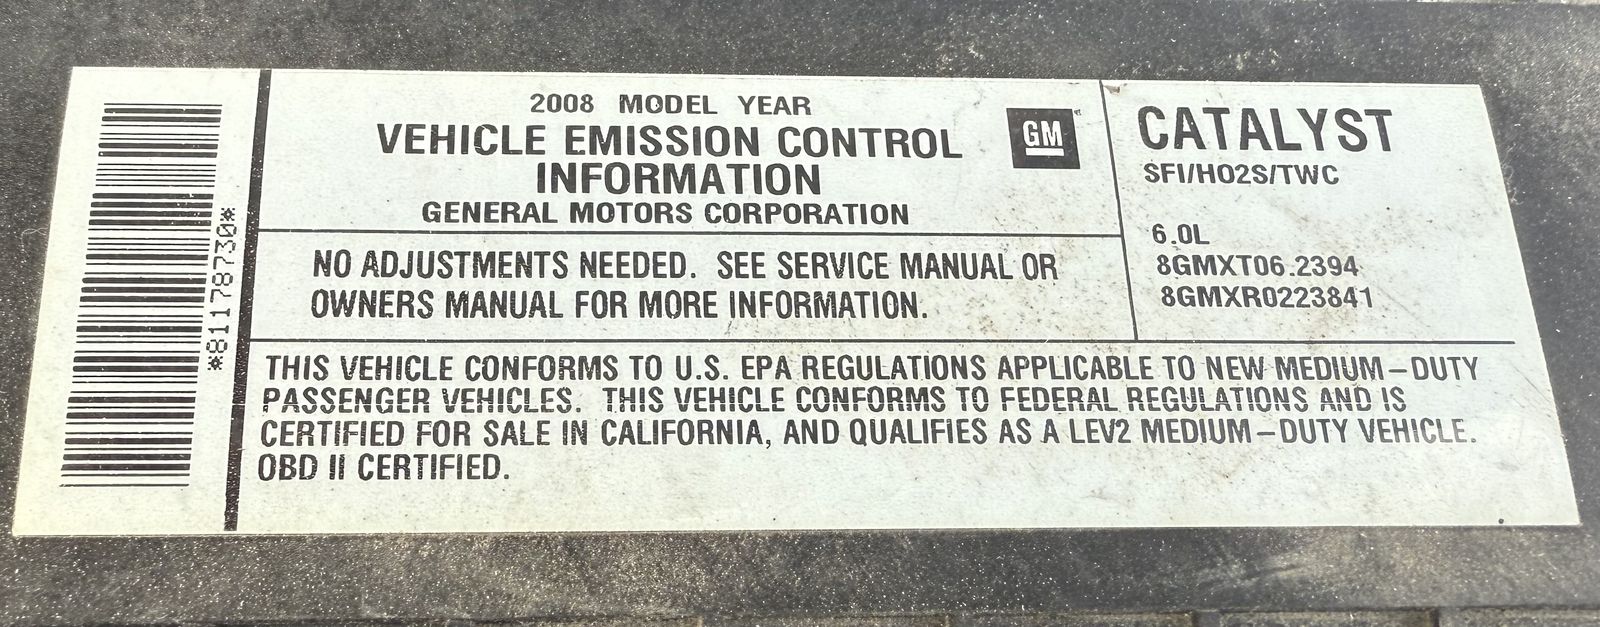 *81178730*
2008 MODEL YEAR
VEHICLE EMISSION CONTROL
INFORMATION
GENERAL MOTORS CORPORATION
GM
NO ADJUSTMENTS NEEDED. SEE SERVICE MANUAL OR
OWNERS MANUAL FOR MORE INFORMATION.
CATALYST
SFI/HO2S/TWC
6.0L
8GMXT06.2394
8GMXR0223841
THIS VEHICLE CONFORMS TO U.S. EPA REGULATIONS APPLICABLE TO NEW MEDIUM-DUTY
PASSENGER VEHICLES. THIS VEHICLE CONFORMS TO FEDERAL REGULATIONS AND IS
CERTIFIED FOR SALE IN CALIFORNIA, AND QUALIFIES AS A LEV2 MEDIUM-DUTY VEHICLE.
OBD II CERTIFIED.